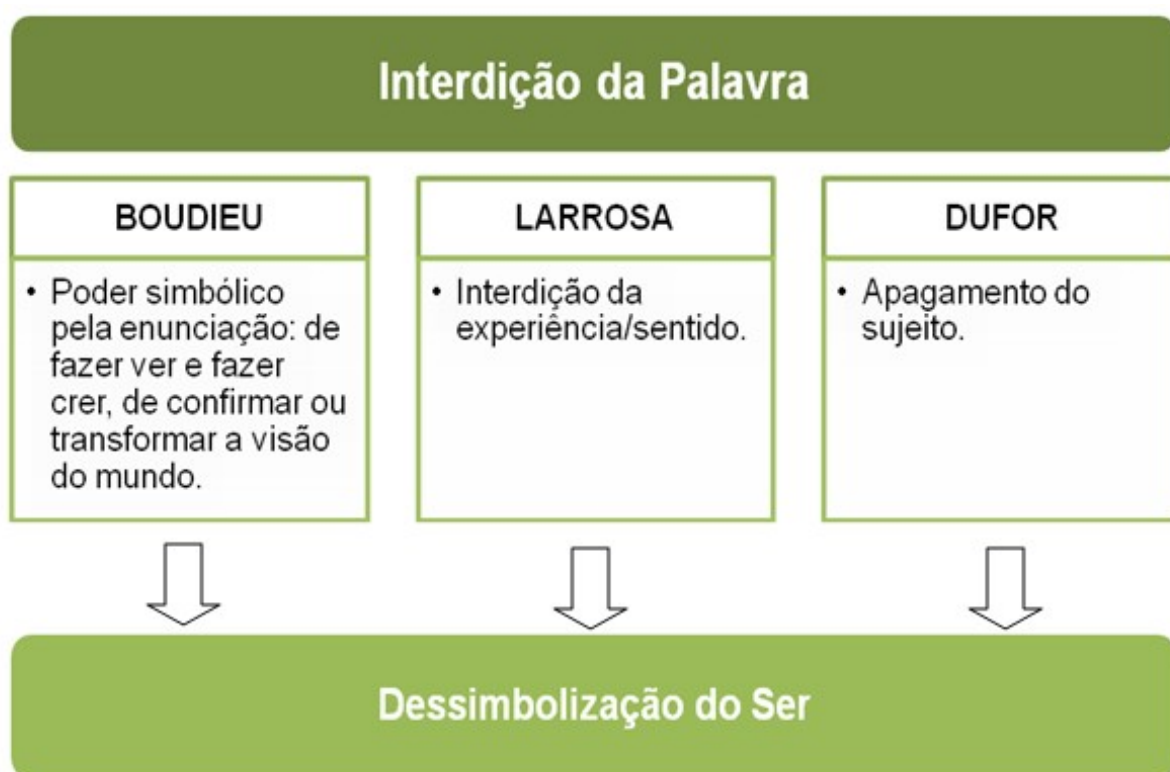 Interdição da Palavra
BOUDIEU
• Poder simbólico
pela enunciação: de
fazer ver e fazer
crer, de confirmar ou
transformar a visão
do mundo.
LARROSA
• Interdição da
experiência/sentido.
DUFOR
• Apagamento do
sujeito.
Dessimbolização do Ser